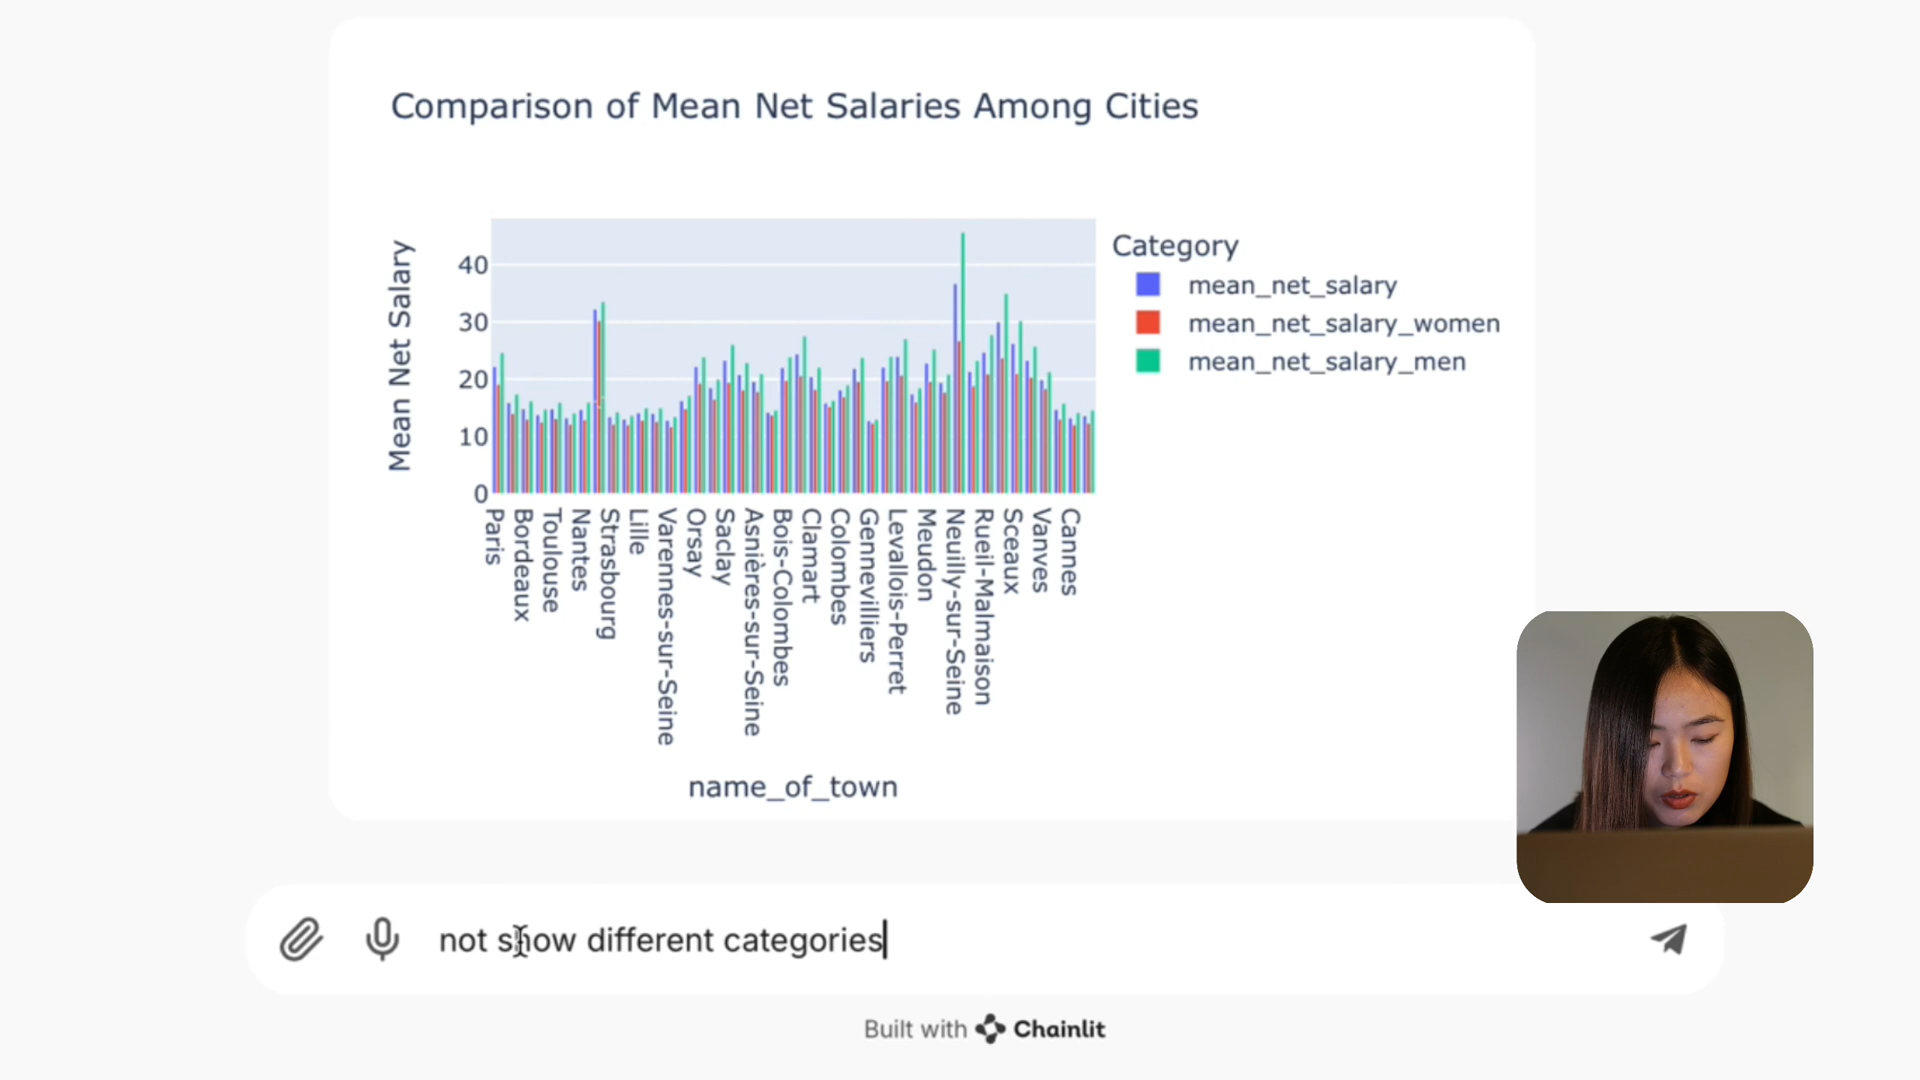 Comparison of Mean Net Salaries Among Cities
Mean Net Salary
40
30
20
10
0
Category
mean_net_salary
mean_net_salary_women
mean_net_salary_men
Paris
Bordeaux
Toulouse
Nantes
Strasbourg
Lille
Varennes-sur-Seine
Orsay
Saclay
Asnières-sur-Seine
Bois-Colombes
Clamart
Colombes
Gennevilliers
Levallois-Perret
Meudon
Neuilly-sur-Seine
Rueil-Malmaison
Sceaux
Vanves
Cannes
name_of_town
not show different categories
Built with Chainlit